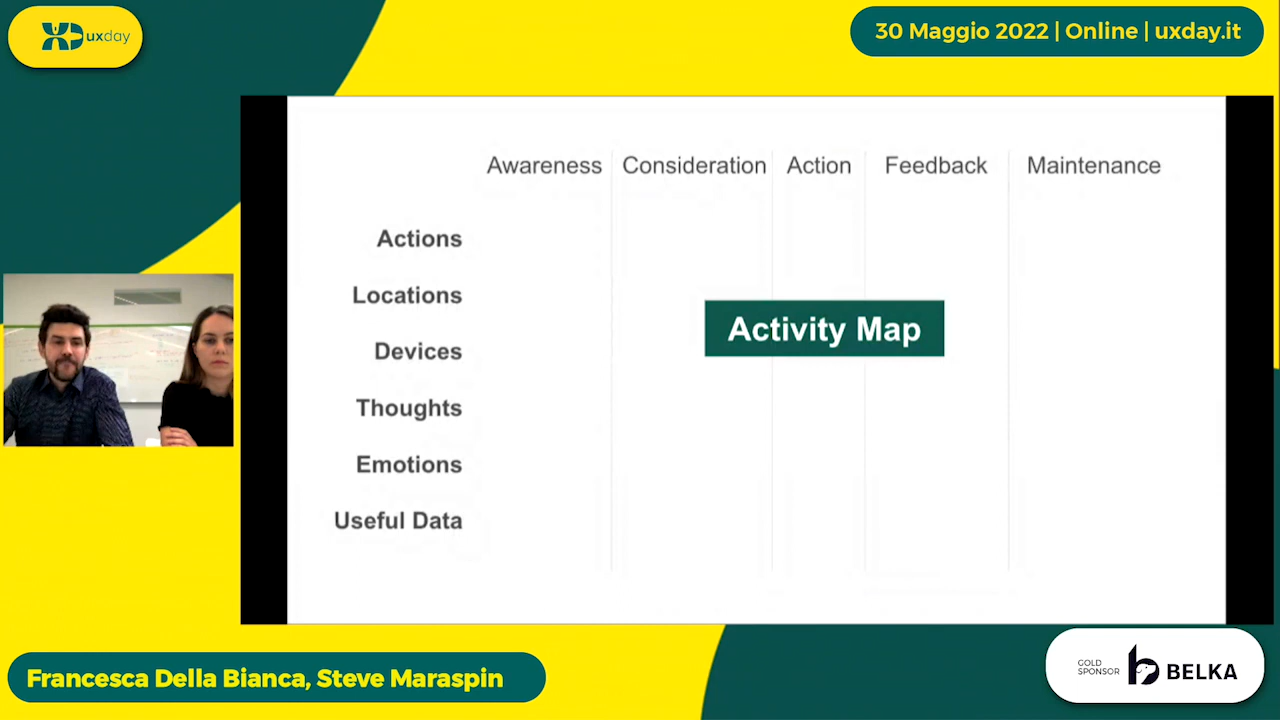 uxday
30 Maggio 2022 | Online | uxday.it
Awareness Consideration Action Feedback Maintenance
Actions
Locations
Devices
Thoughts
Emotions
Useful Data
Activity Map
Francesca Della Bianca, Steve Maraspin
GOLD
SPONSOR
BELKA